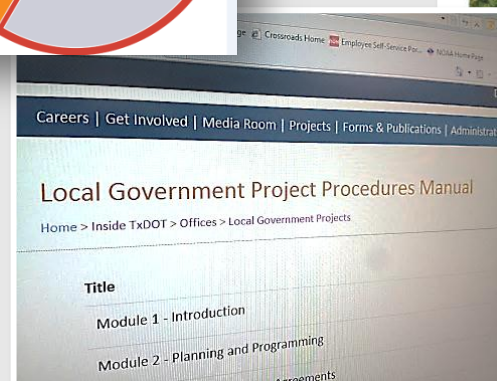 Crossroads Home Employee Self-Service Por... NOAA Home Page
Careers | Get Involved | Media Room | Projects | Forms & Publications | Administrat
Local Government Project Procedures Manual
Home > Inside TxDOT > Offices > Local Government Projects
Title
Module 1 - Introduction
Module 2 - Planning and Programming